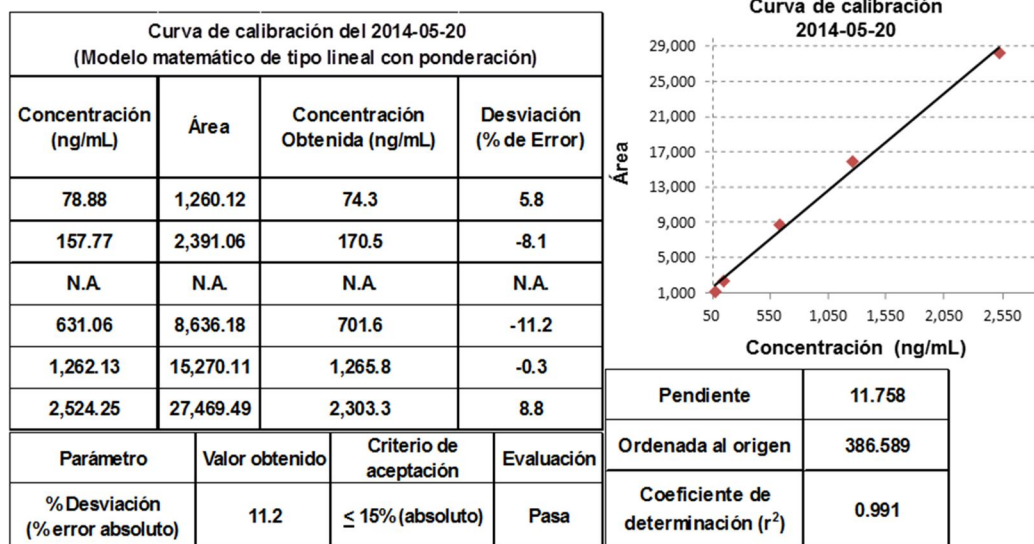 Curva de calibración del 2014-05-20
(Modelo matemático de tipo lineal con ponderación)
Concentración (ng/mL) Área Concentración Obtenida (ng/mL) Desviación (% de Error)
78.88 1,260.12 74.3 5.8
157.77 2,391.06 170.5 -8.1
N.A. N.A. N.A. N.A.
631.06 8,636.18 701.6 -11.2
1,262.13 15,270.11 1,265.8 -0.3
2,524.25 27,469.49 2,303.3 8.8
Parámetro Valor obtenido Criterio de aceptación Evaluación
%Desviación (%error absoluto) 11.2 ≤ 15%(absoluto) Pasa
Curva de calibración
2014-05-20
Área
29,000
25,000
21,000
17,000
13,000
9,000
5,000
1,000
50 550 1,050 1,550 2,050 2,550
Concentración (ng/mL)
Pendiente 11.758
Ordenada al origen 386.589
Coeficiente de determinación (r²) 0.991